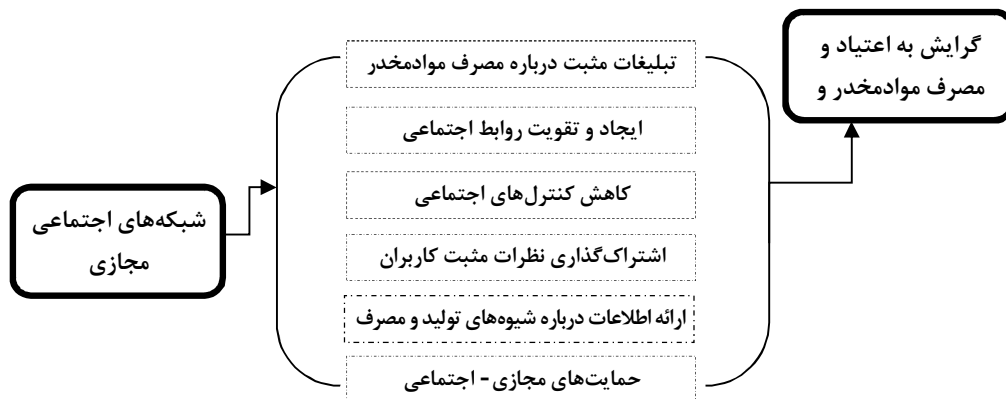 گرایش به اعتیاد و
مصرف موادمخدر و
تبلیغات مثبت درباره مصرف موادمخدر
ایجاد و تقویت روابط اجتماعی
کاهش کنترل‌های اجتماعی
شبکه‌های اجتماعی
مجازی
اشتراک‌گذاری نظرات مثبت کاربران
ارائه اطلاعات درباره شیوه‌های تولید و مصرف
حمایت‌های مجازی - اجتماعی